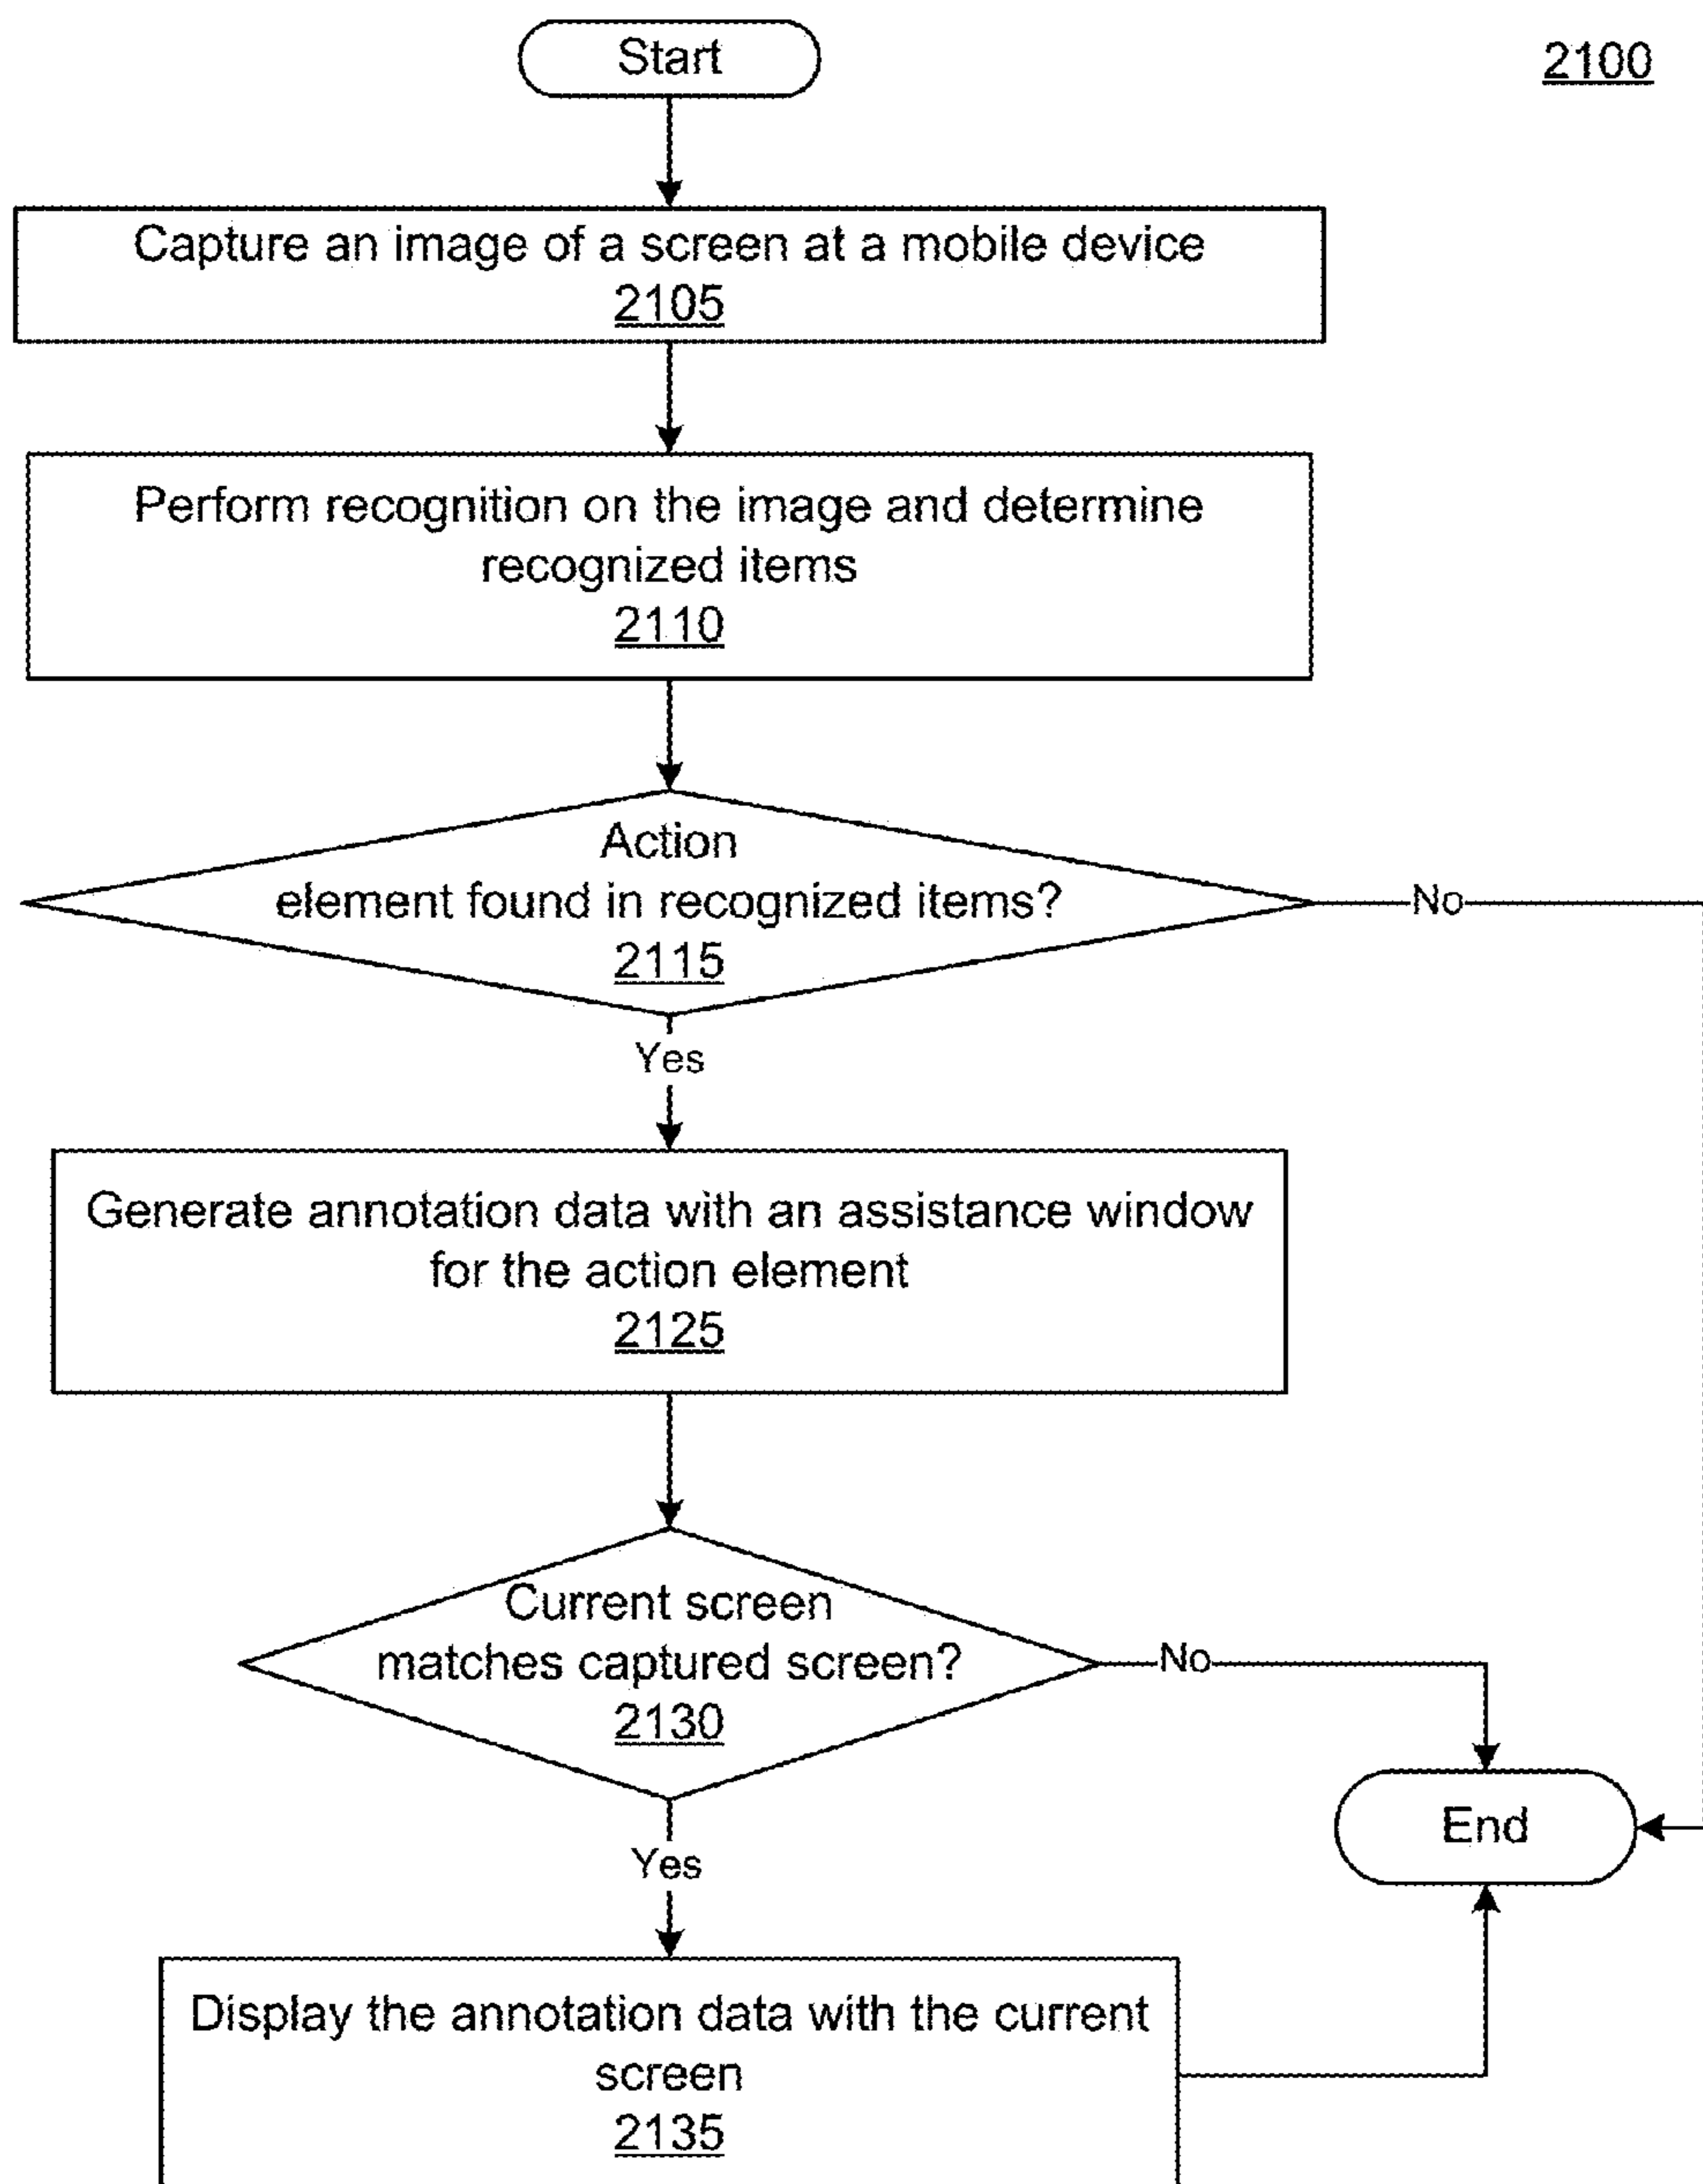 Start
2100
Capture an image of a screen at a mobile device
2105
Perform recognition on the image and determine
recognized items
2110
Action
element found in recognized items?
2115
No
Yes
Generate annotation data with an assistance window
for the action element
2125
Current screen
matches captured screen?
2130
No
End
Yes
Display the annotation data with the current
screen
2135